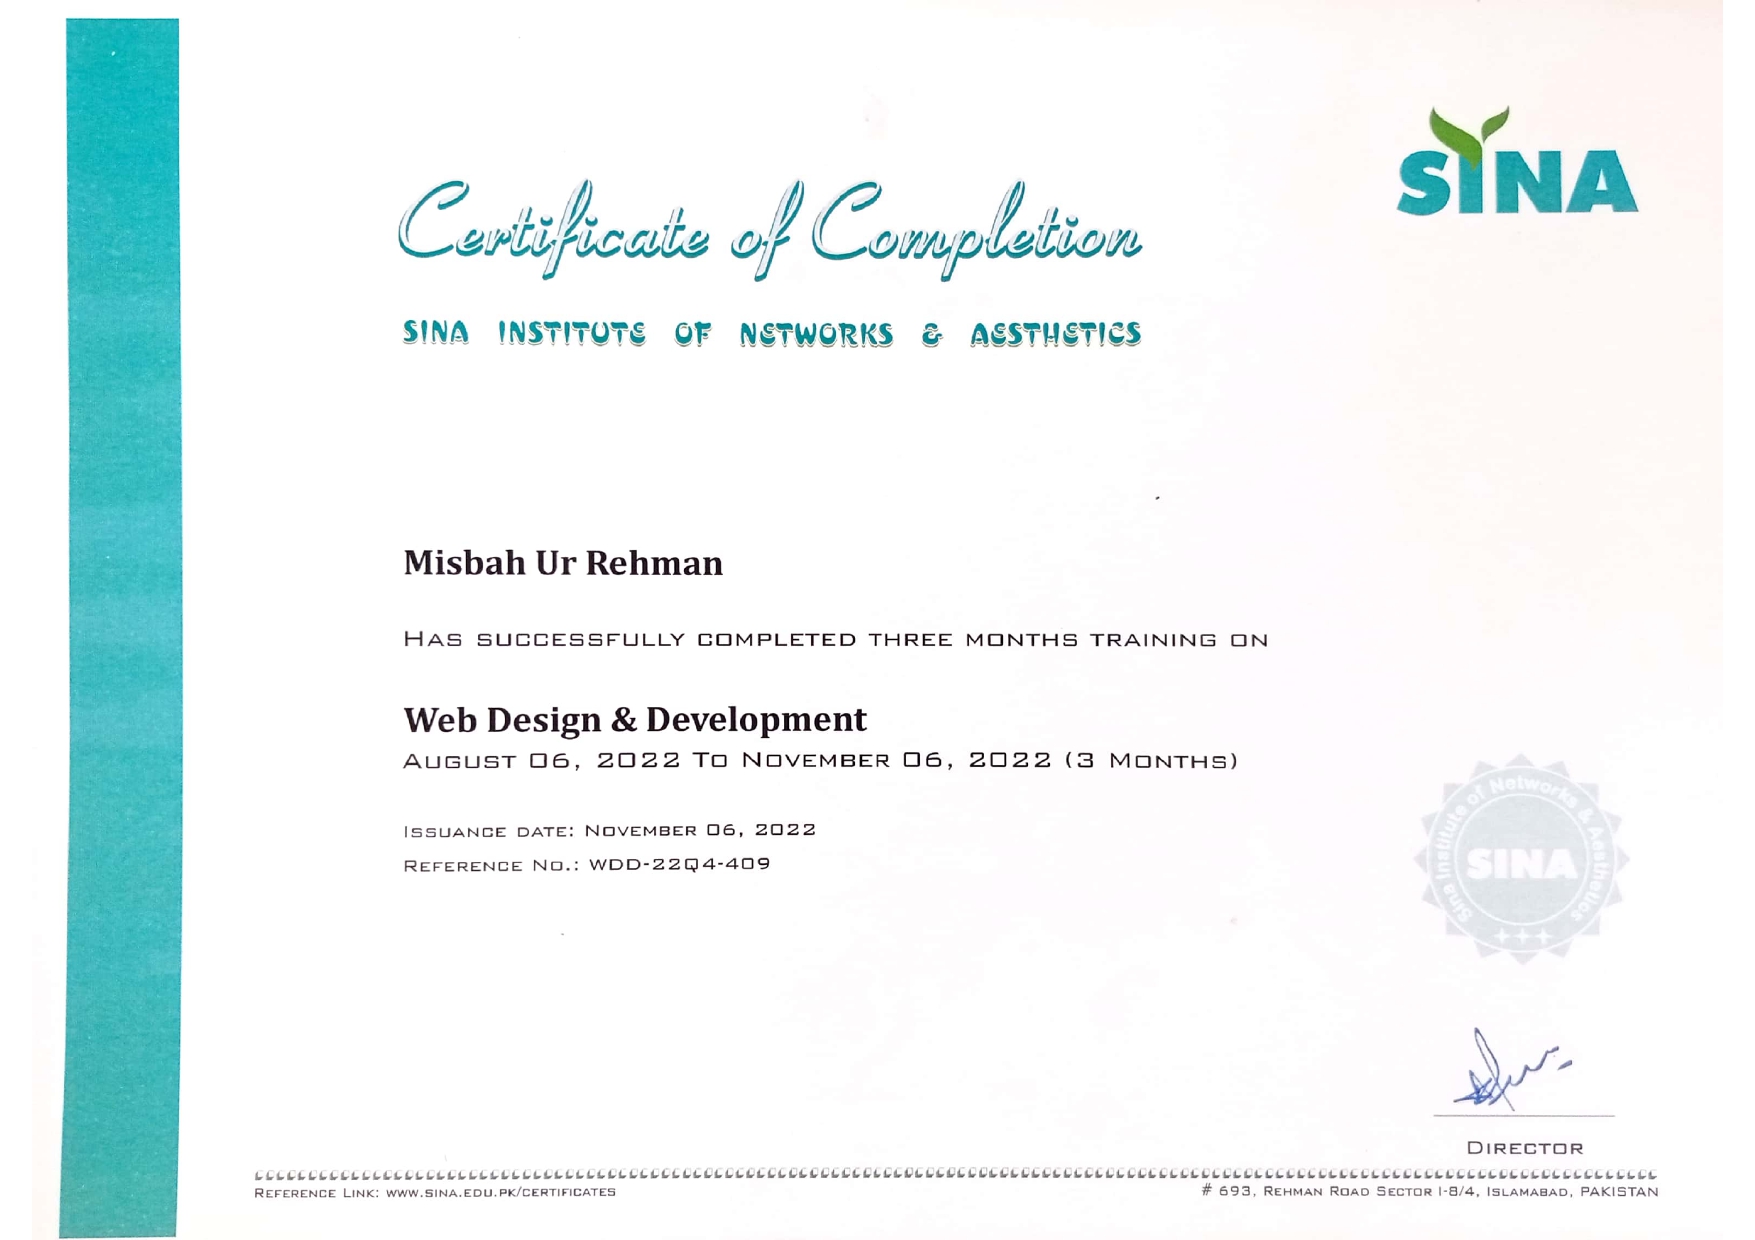 SINA
Certificate of Completion
SINA INSTITUTE OF NETWORKS & AESTHETICS
Misbah Ur Rehman
HAS SUCCESSFULLY COMPLETED THREE MONTHS TRAINING ON
Web Design & Development
AUGUST 06, 2022 TO NOVEMBER 06, 2022 (3 MONTHS)
ISSUANCE DATE: NOVEMBER 06, 2022
REFERENCE NO.: WDD-22Q4-409
Sina Institute of Networks & Aesthetics
SINA
DIRECTOR
REFERENCE LINK: WWW.SINA.EDU.PK/CERTIFICATES
# 693, REHMAN ROAD SECTOR I-8/4, ISLAMABAD, PAKISTAN